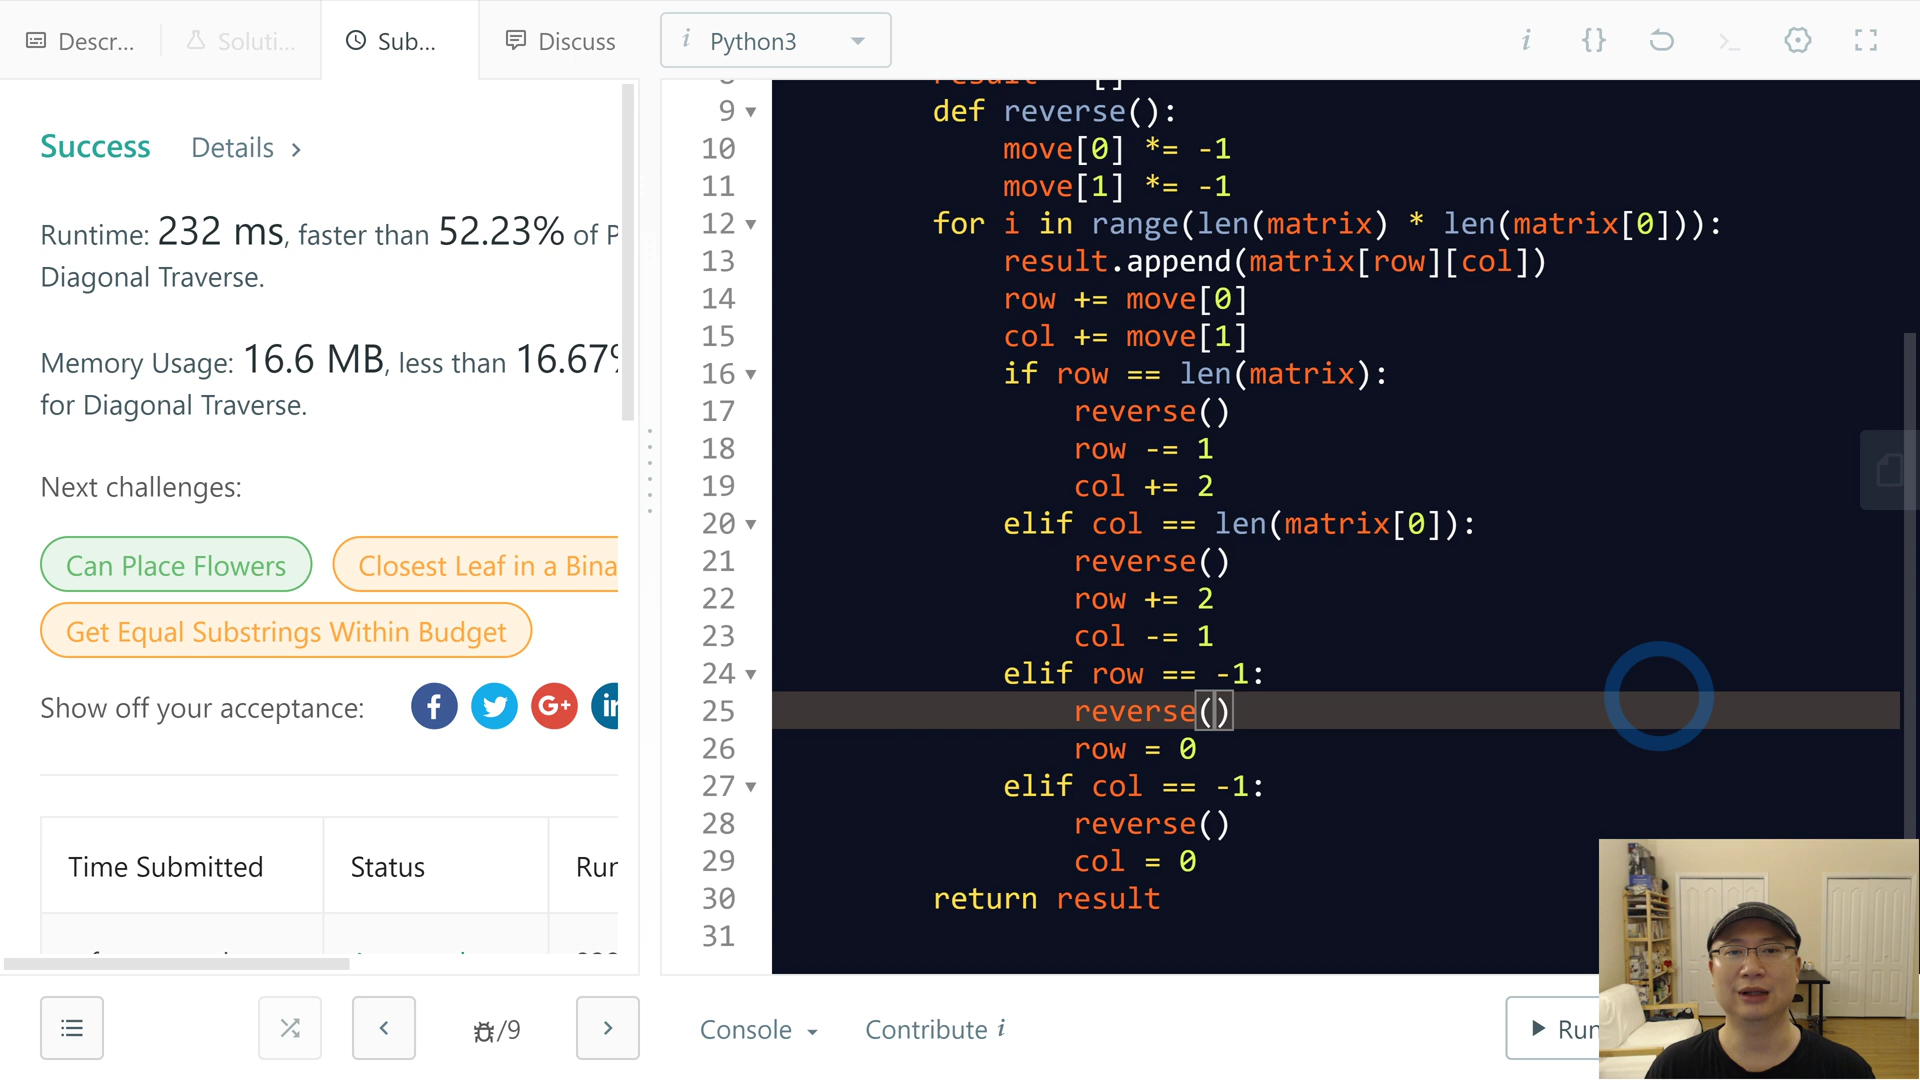 Descr...
Soluti...
Sub...
Discuss
i Python3
i {}
Success Details >
Runtime: 232 ms, faster than 52.23% of P
Diagonal Traverse.
Memory Usage: 16.6 MB, less than 16.67%
for Diagonal Traverse.
Next challenges:
Can Place Flowers
Closest Leaf in a Bina
Get Equal Substrings Within Budget
Show off your acceptance:
f G+ in
Time Submitted Status Run
/9
8 result = []
9 def reverse():
10 move[0] *= -1
11 move[1] *= -1
12 for i in range(len(matrix) * len(matrix[0])):
13 result.append(matrix[row][col])
14 row += move[0]
15 col += move[1]
16 if row == len(matrix):
17 reverse()
18 row -= 1
19 col += 2
20 elif col == len(matrix[0]):
21 reverse()
22 row += 2
23 col -= 1
24 elif row == -1:
25 reverse()
26 row = 0
27 elif col == -1:
28 reverse()
29 col = 0
30 return result
31
Console
Contribute i
Run